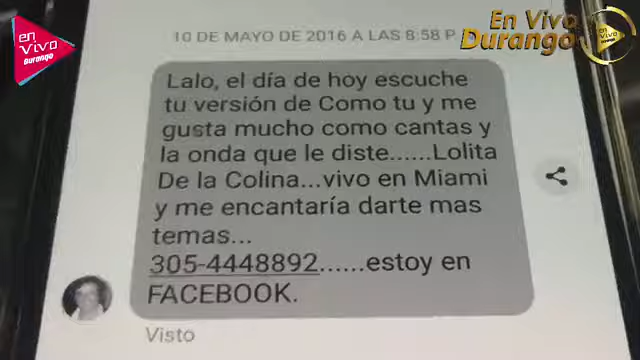 en
Vivo
Durango
En Vivo
Durango
en
Vivo
10 DE MAYO DE 2016 A LAS 8:58 P.
Lalo, el día de hoy escuche
tu versión de Como tu y me
gusta mucho como cantas y
la onda que le diste......Lolita
De la Colina...vivo en Miami
y me encantaría darte mas
temas...
305-4448892......estoy en
FACEBOOK.
Visto